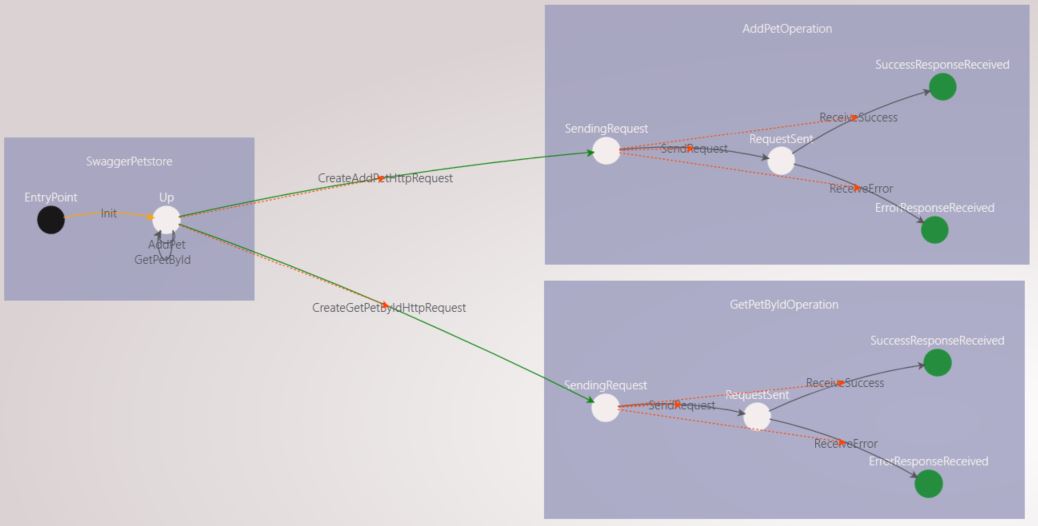 AddPetOperation
SuccessResponseReceived
ReceiveSuccess
SendingRequest
RequestSent
SendRequest
ReceiveError
ErrorResponseReceived
SwaggerPetstore
EntryPoint
Up
Init
AddPet
GetPetById
CreateAddPetHttpRequest
CreateGetPetByIdHttpRequest
GetPetByIdOperation
SuccessResponseReceived
ReceiveSuccess
SendingRequest
RequestSent
SendRequest
ReceiveError
ErrorResponseReceived